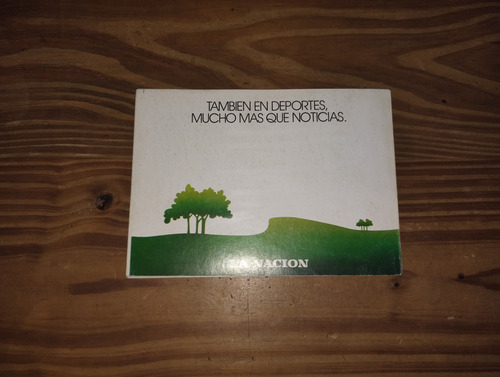 TAMBIEN EN DEPORTES,
MUCHO MAS QUE NOTICIAS.
LA NACION